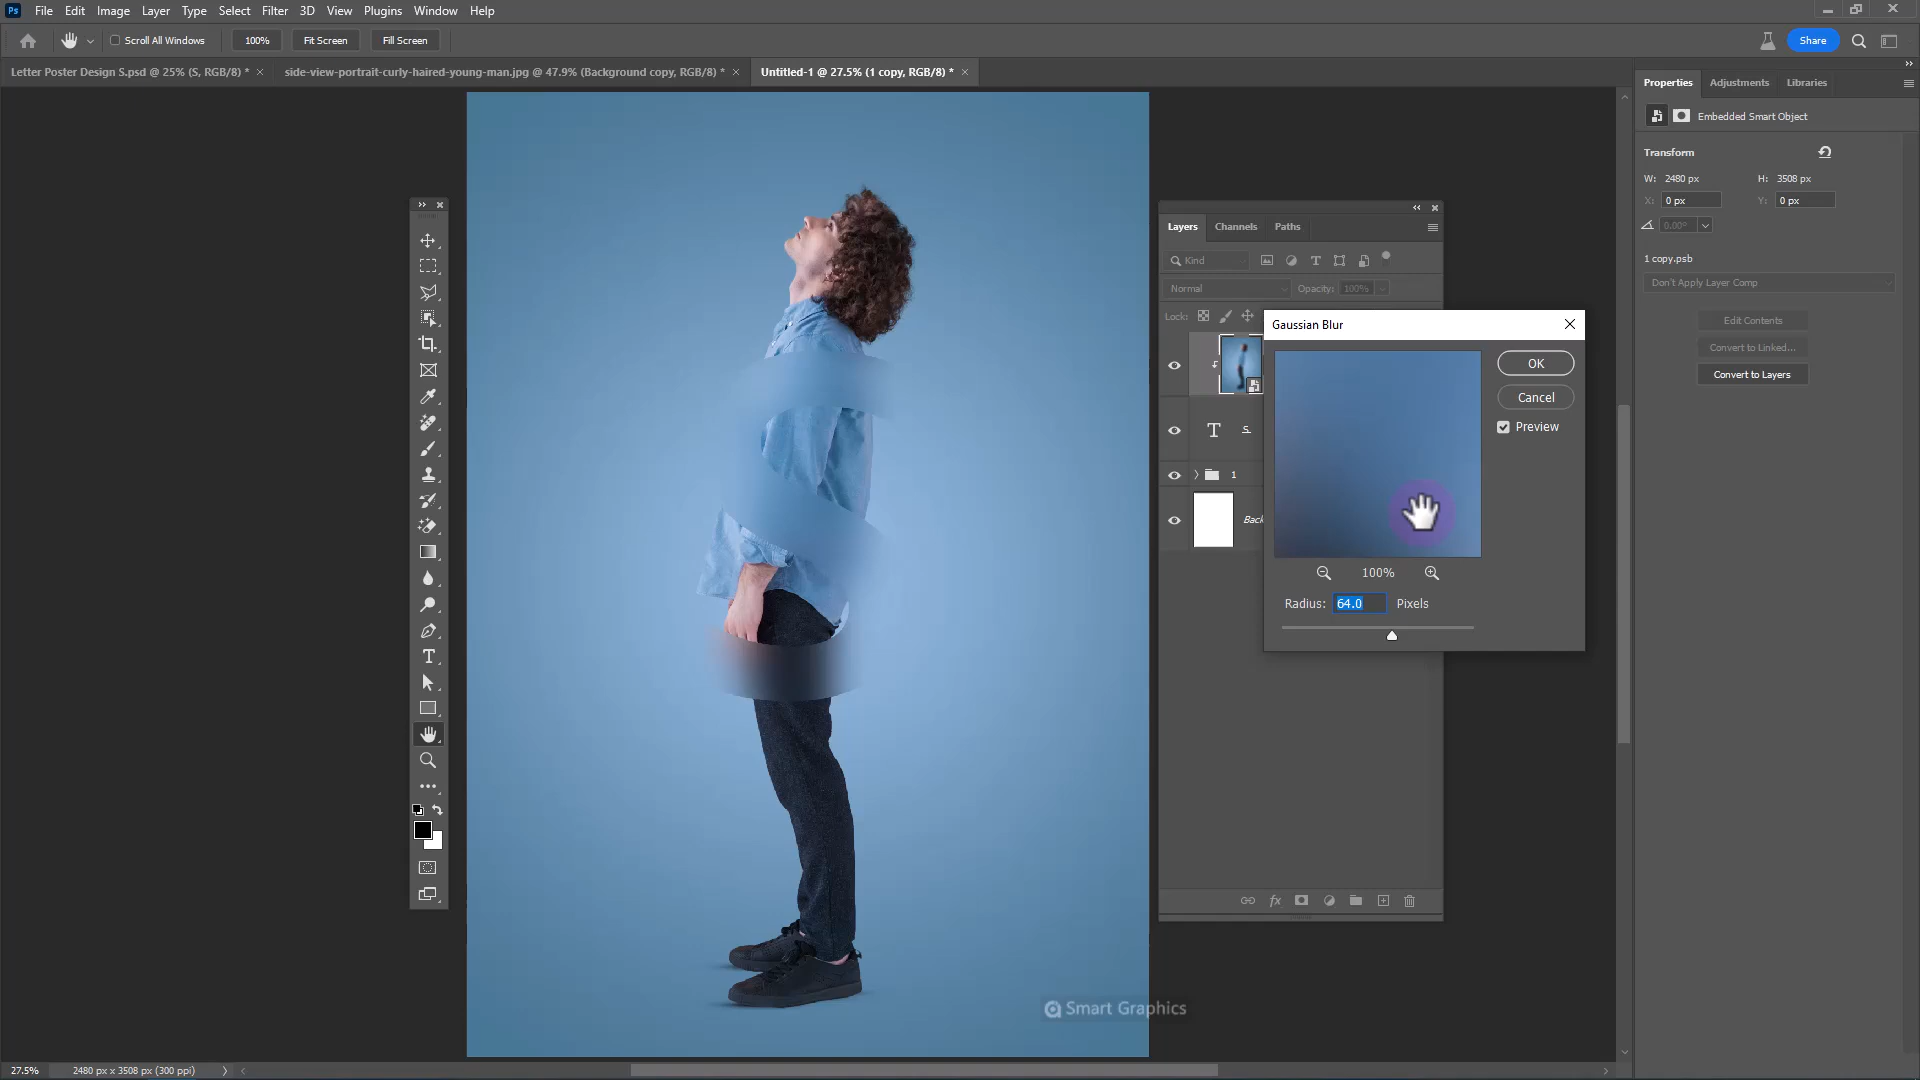 Ps File Edit Image Layer Type Select Filter 3D View Plugins Window Help
Scroll All Windows 100% Fit Screen Fill Screen Share
Letter Poster Design S.psd @ 25% (S, RGB/8) * × side-view-portrait-curly-haired-young-man.jpg @ 47.9% (Background copy, RGB/8) * × Untitled-1 @ 27.5% (1 copy, RGB/8) * ×
Properties Adjustments Libraries
Embedded Smart Object
Transform
W: 2480 px H: 3508 px
X: 0 px Y: 0 px
0.00°
1 copy.psb
Don't Apply Layer Comp
Edit Contents
Convert to Linked...
Convert to Layers
Layers Channels Paths
Kind
Normal Opacity: 100%
Lock:
T S
1
Back
Gaussian Blur
OK
Cancel
Preview
100%
Radius: 64.0 Pixels
Smart Graphics
27.5% 2480 px x 3508 px (300 ppi)